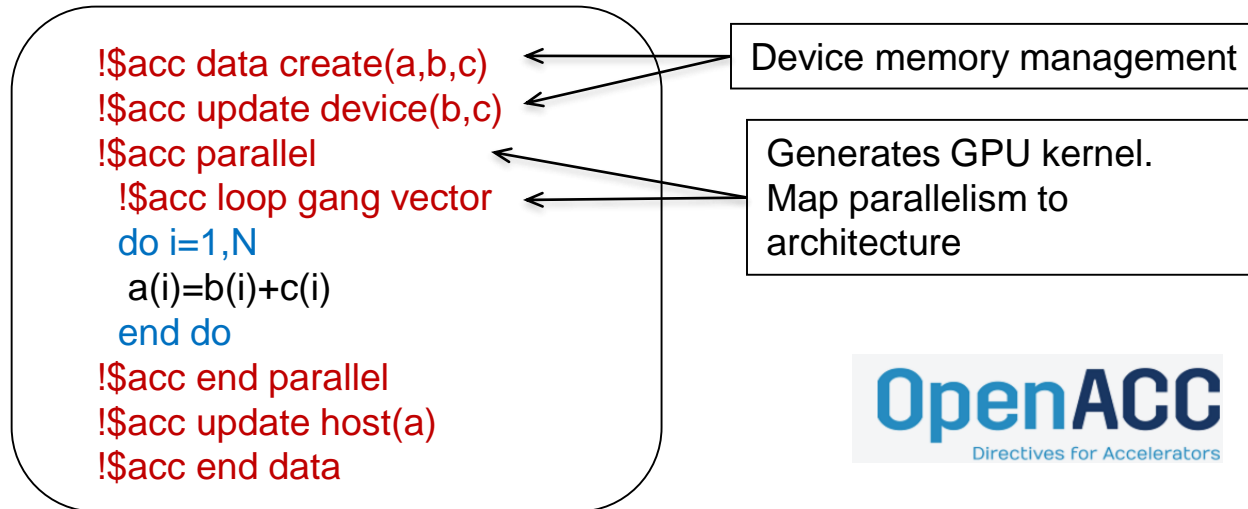 !$acc data create(a,b,c)
!$acc update device(b,c)
!$acc parallel
!$acc loop gang vector
do i=1,N
a(i)=b(i)+c(i)
end do
!$acc end parallel
!$acc update host(a)
!$acc end data
Device memory management
Generates GPU kernel.
Map parallelism to
architecture
OpenACC
Directives for Accelerators